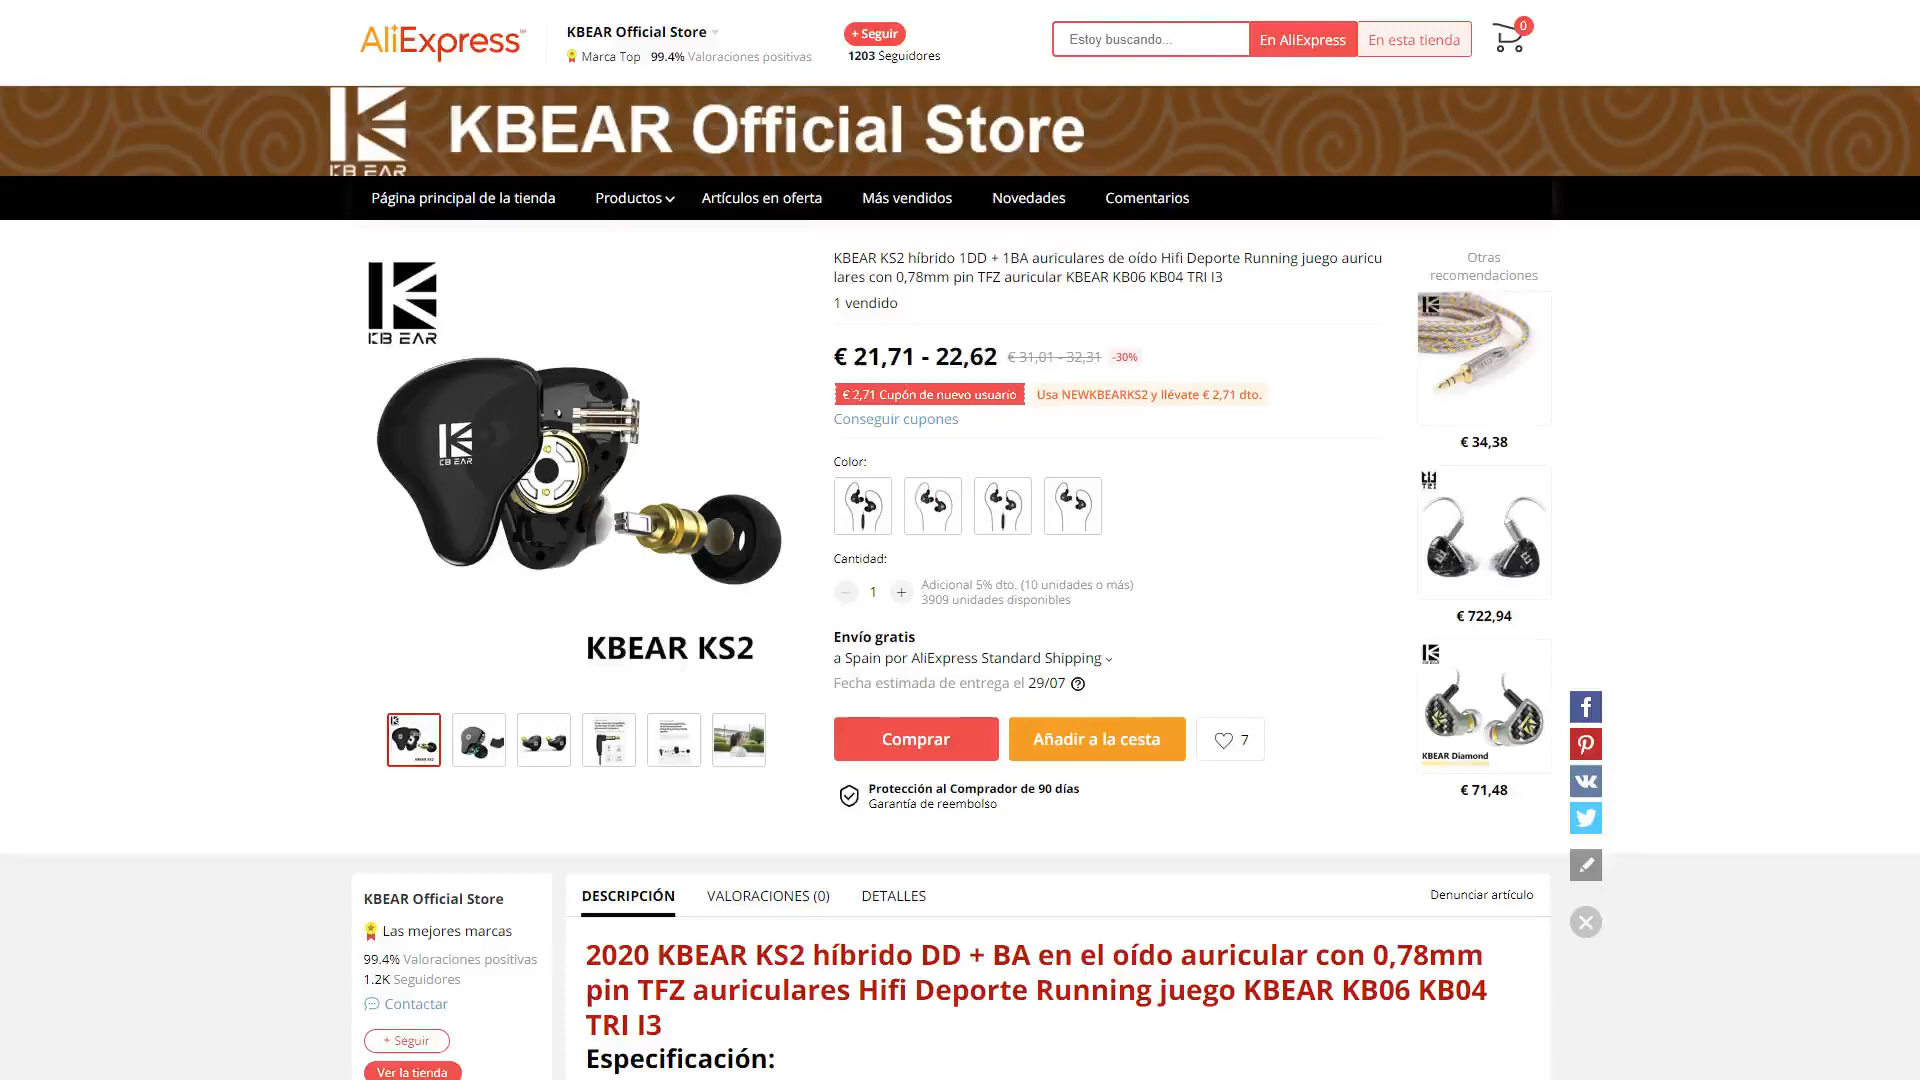 AliExpress
KBEAR Official Store
Marca Top 99.4% Valoraciones positivas
+ Seguir
1203 Seguidores
Estoy buscando...
En AliExpress
En esta tienda
0
KB EAR
KBEAR Official Store
Página principal de la tienda
Productos
Artículos en oferta
Más vendidos
Novedades
Comentarios
KB EAR
KB EAR
KBEAR KS2
KBEAR KS2 híbrido 1DD + 1BA auriculares de oído Hifi Deporte Running juego auricu
lares con 0,78mm pin TFZ auricular KBEAR KB06 KB04 TRI I3
1 vendido
€ 21,71 - 22,62 € 31,01 - 32,31 -30%
€ 2,71 Cupón de nuevo usuario Usa NEWKBEARKS2 y llévate € 2,71 dto.
Conseguir cupones
Color:
Cantidad:
1
Adicional 5% dto. (10 unidades o más)
3909 unidades disponibles
Envío gratis
a Spain por AliExpress Standard Shipping
Fecha estimada de entrega el 29/07
Comprar
Añadir a la cesta
7
Protección al Comprador de 90 días
Garantía de reembolso
Otras
recomendaciones
€ 34,38
TRI
€ 722,94
KBEAR Diamond
€ 71,48
KBEAR Official Store
Las mejores marcas
99.4% Valoraciones positivas
1.2K Seguidores
Contactar
+ Seguir
Ver la tienda
DESCRIPCIÓN
VALORACIONES (0)
DETALLES
Denunciar artículo
2020 KBEAR KS2 híbrido DD + BA en el oído auricular con 0,78mm
pin TFZ auriculares Hifi Deporte Running juego KBEAR KB06 KB04
TRI I3
Especificación: